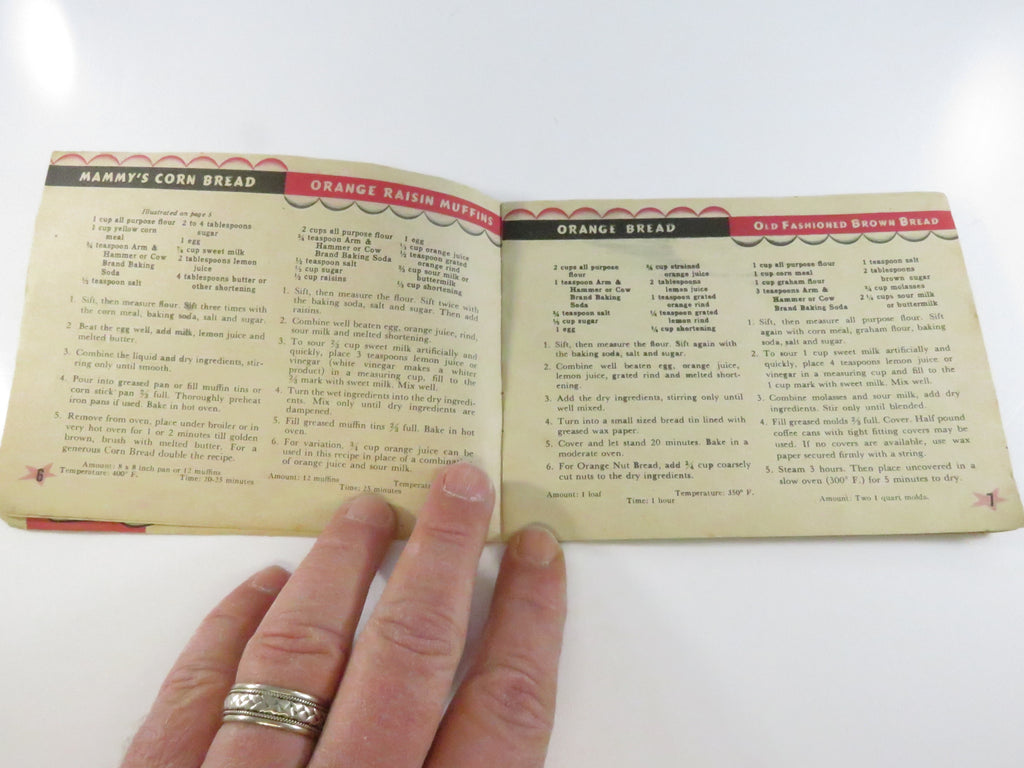 MAMMY'S CORN BREAD
Illustrated on page 5
1 cup all purpose flour
1 cup yellow corn
meal
¾ teaspoon Arm &
Hammer or Cow
Brand Baking
Soda
½ teaspoon salt
2 to 4 tablespoons
sugar
1 egg
¾ cup sweet milk
2 tablespoons lemon
juice
4 tablespoons butter or
other shortening
1. Sift, then measure flour. Sift three times with
the corn meal, baking soda, salt and sugar.
2 Beat the egg well, add milk, lemon juice and
melted butter.
3. Combine the liquid and dry ingredients, stir-
ring only until smooth.
4. Pour into greased pan or fill muffin tins or
corn stick pan ⅔ full. Thoroughly preheat
iron pans if used. Bake in hot oven.
5. Remove from oven, place under broiler or in
very hot oven for 1 or 2 minutes till golden
brown, brush with melted butter. For a
generous Corn Bread double the recipe.
Amount: 8 x 8 inch pan or 12 muffins
Temperature: 400° F.
Time: 20-25 minutes
6
ORANGE RAISIN MUFFINS
2 cups all purpose flour
¾ teaspoon Arm &
Hammer or Cow
Brand Baking Soda
½ teaspoon salt
½ cup sugar
½ cup raisins
1 egg
½ cup orange juice
½ teaspoon grated
orange rind
⅔ cup sour milk or
buttermilk
⅓ cup shortening
1. Sift, then measure the flour. Sift twice with
the baking soda, salt and sugar. Then add
raisins.
2. Combine well beaten egg, orange juice, rind,
sour milk and melted shortening.
3. To sour ⅔ cup sweet milk artificially and
quickly, place 3 teaspoons lemon juice or
vinegar (white vinegar makes a whiter
product) in a measuring cup, fill to the
⅔ mark with sweet milk. Mix well.
4. Turn the wet ingredients into the dry ingredi-
ents. Mix only until dry ingredients are
dampened.
5. Fill greased muffin tins ⅔ full. Bake in hot
oven.
6. For variation, ¾ cup orange juice can be
used in this recipe in place of a combination
of orange juice and sour milk.
Amount: 12 muffins
Temperat
Time: 25 minutes
ORANGE BREAD
2 cups all purpose
flour
1 teaspoon Arm &
Hammer or Cow
Brand Baking
Soda
¾ teaspoon salt
½ cup sugar
1 egg
¾ cup strained
orange juice
2 tablespoons
lemon juice
1 teaspoon grated
orange rind
¼ teaspoon grated
lemon rind
¼ cup shortening
1. Sift, then measure the flour. Sift again with
the baking soda, salt and sugar.
2. Combine well beaten egg, orange juice,
lemon juice, grated rind and melted short-
ening.
3. Add the dry ingredients, stirring only until
well mixed.
4. Turn into a small sized bread tin lined with
greased wax paper.
5. Cover and let stand 20 minutes. Bake in a
moderate oven.
6. For Orange Nut Bread, add ¾ cup coarsely
cut nuts to the dry ingredients.
Amount: 1 loaf
Temperature: 350° F.
Time: 1 hour
OLD FASHIONED BROWN BREAD
1 cup all purpose flour
1 cup corn meal
1 cup graham flour
3 teaspoons Arm &
Hammer or Cow
Brand Baking Soda
1 teaspoon salt
2 tablespoons
brown sugar
¾ cup molasses
2 ¼ cups sour milk
or buttermilk
1. Sift, then measure all purpose flour. Sift
again with corn meal, graham flour, baking
soda, salt and sugar.
2. To sour 1 cup sweet milk artificially and
quickly, place 4 teaspoons lemon juice or
vinegar in a measuring cup and fill to the
1 cup mark with sweet milk. Mix well.
3. Combine molasses and sour milk, add dry
ingredients. Stir only until blended.
4. Fill greased molds ⅔ full. Cover. Half pound
coffee cans with tight fitting covers may be
used. If no covers are available, use wax
paper secured firmly with a string.
5. Steam 3 hours. Then place uncovered in a
slow oven (300° F.) for 5 minutes to dry.
Amount: Two 1 quart molds.
7